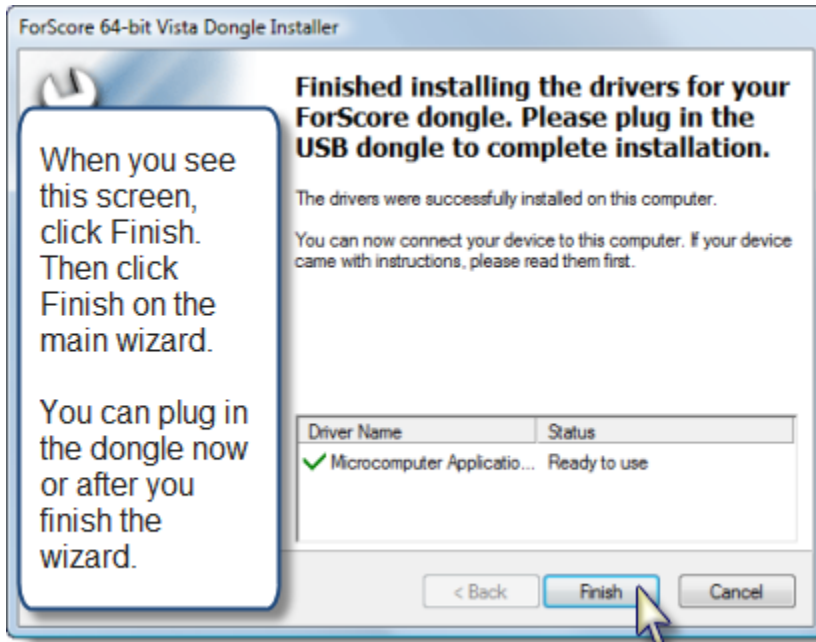 ForScore 64-bit Vista Dongle Installer
Finished installing the drivers for your
ForScore dongle. Please plug in the
USB dongle to complete installation.
The drivers were successfully installed on this computer.
You can now connect your device to this computer. If your device
came with instructions, please read them first.
When you see
this screen,
click Finish.
Then click
Finish on the
main wizard.
You can plug in
the dongle now
or after you
finish the
wizard.
Driver Name Status
Microcomputer Applicatio... Ready to use
< Back Finish Cancel